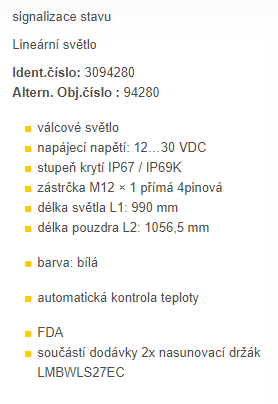 signalizace stavu
Lineární světlo
Ident.číslo: 3094280
Altern. Obj.číslo : 94280
válcové světlo
napájecí napětí: 12…30 VDC
stupeň krytí IP67 / IP69K
zástrčka M12 × 1 přímá 4pinová
délka světla L1: 990 mm
délka pouzdra L2: 1056,5 mm
barva: bílá
automatická kontrola teploty
FDA
součástí dodávky 2x nasunovací držák
LMBWLS27EC